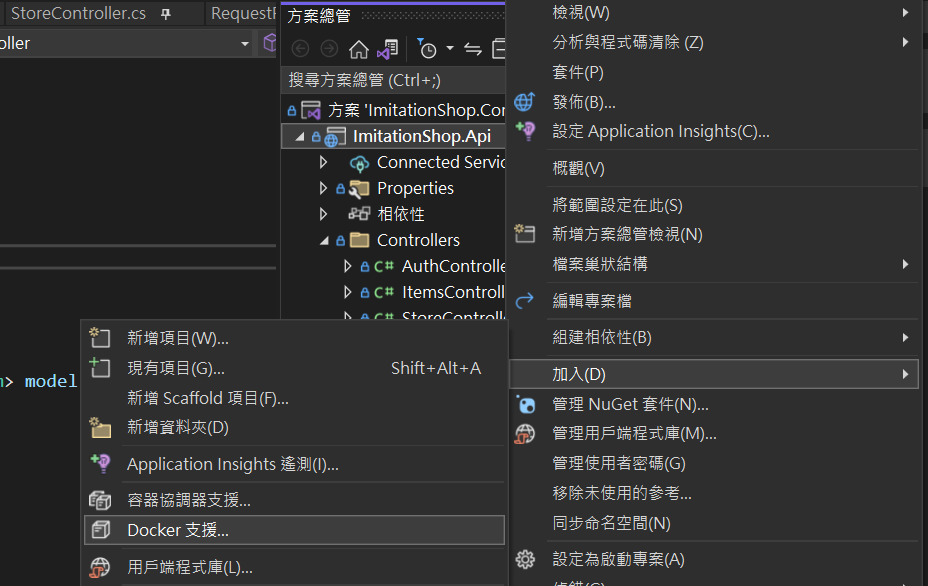 StoreController.cs
RequestF
oller
n> model
方案總管
搜尋方案總管 (Ctrl+;)
方案 'ImitationShop.Cor
ImitationShop.Api
Connected Servic
Properties
相依性
Controllers
C# AuthControlle
C# ItemsControll
C# StoreControlle
新增項目(W)...
現有項目(G)... Shift+Alt+A
新增 Scaffold 項目(F)...
新增資料夾(D)
Application Insights 遙測(I)...
容器協調器支援...
Docker 支援...
用戶端程式庫(L)...
檢視(W)
分析與程式碼清除 (Z)
套件(P)
發佈(B)...
設定 Application Insights(C)...
概觀(V)
將範圍設定在此(S)
新增方案總管檢視(N)
檔案巢狀結構
編輯專案檔
組建相依性(B)
加入(D)
管理 NuGet 套件(N)...
管理用戶端程式庫(M)...
管理使用者密碼(G)
移除未使用的參考...
同步命名空間(N)
設定為啟動專案(A)
偵錯(G)